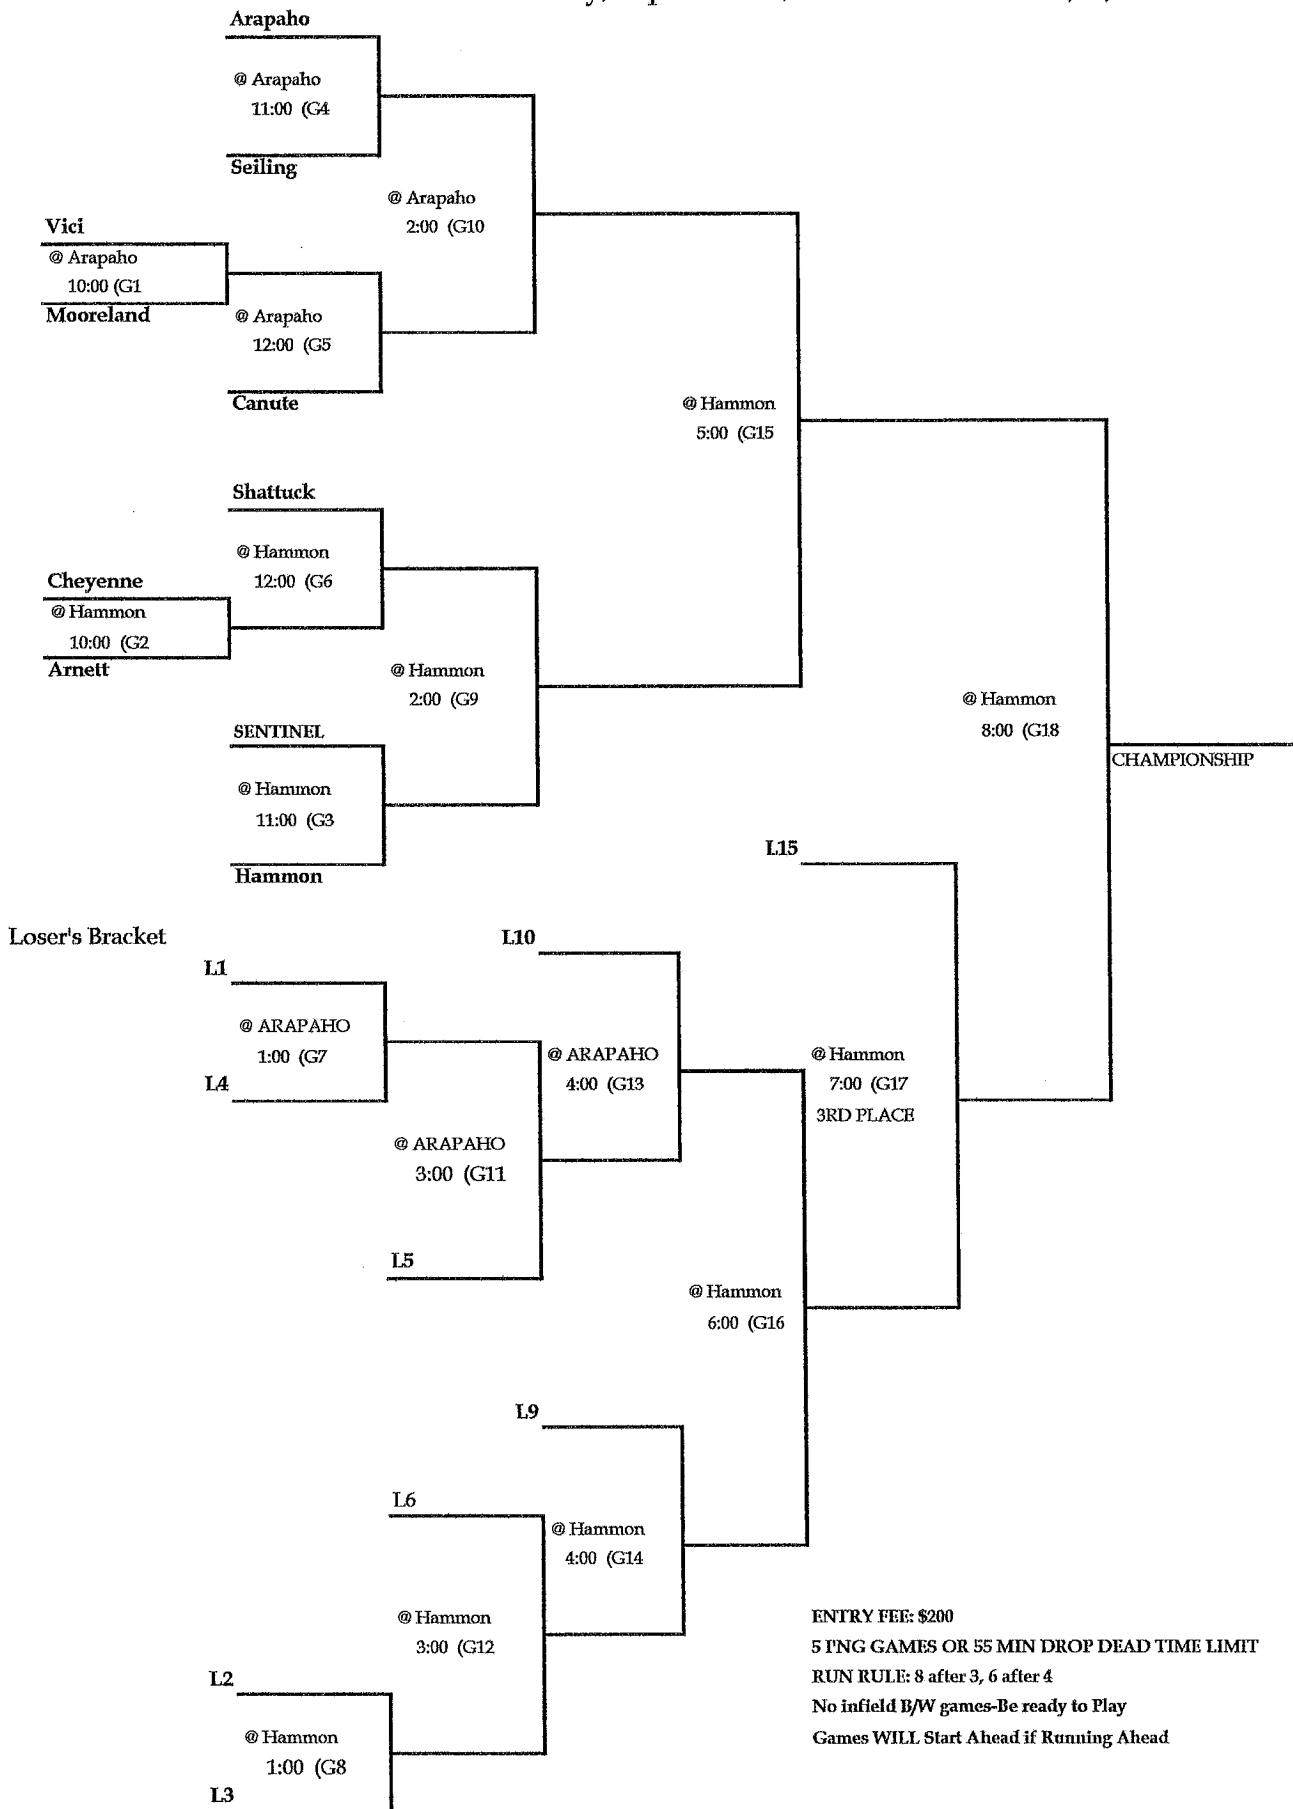 Arapaho
@ Arapaho
11:00 (G4
Seiling
@ Arapaho
2:00 (G10
Vici
@ Arapaho
10:00 (G1
Mooreland
@ Arapaho
12:00 (G5
Canute
@ Hammon
5:00 (G15
Shattuck
@ Hammon
12:00 (G6
Cheyenne
@ Hammon
10:00 (G2
Arnett
@ Hammon
2:00 (G9
@ Hammon
8:00 (G18
SENTINEL
CHAMPIONSHIP
@ Hammon
11:00 (G3
Hammon
L15
Loser's Bracket
L10
L1
@ ARAPAHO
1:00 (G7
L4
@ ARAPAHO
4:00 (G13
@ Hammon
7:00 (G17
3RD PLACE
@ ARAPAHO
3:00 (G11
L5
@ Hammon
6:00 (G16
L9
L6
@ Hammon
4:00 (G14
@ Hammon
3:00 (G12
L2
@ Hammon
1:00 (G8
L3
ENTRY FEE: $200
5 I'NG GAMES OR 55 MIN DROP DEAD TIME LIMIT
RUN RULE: 8 after 3, 6 after 4
No infield B/W games-Be ready to Play
Games WILL Start Ahead if Running Ahead